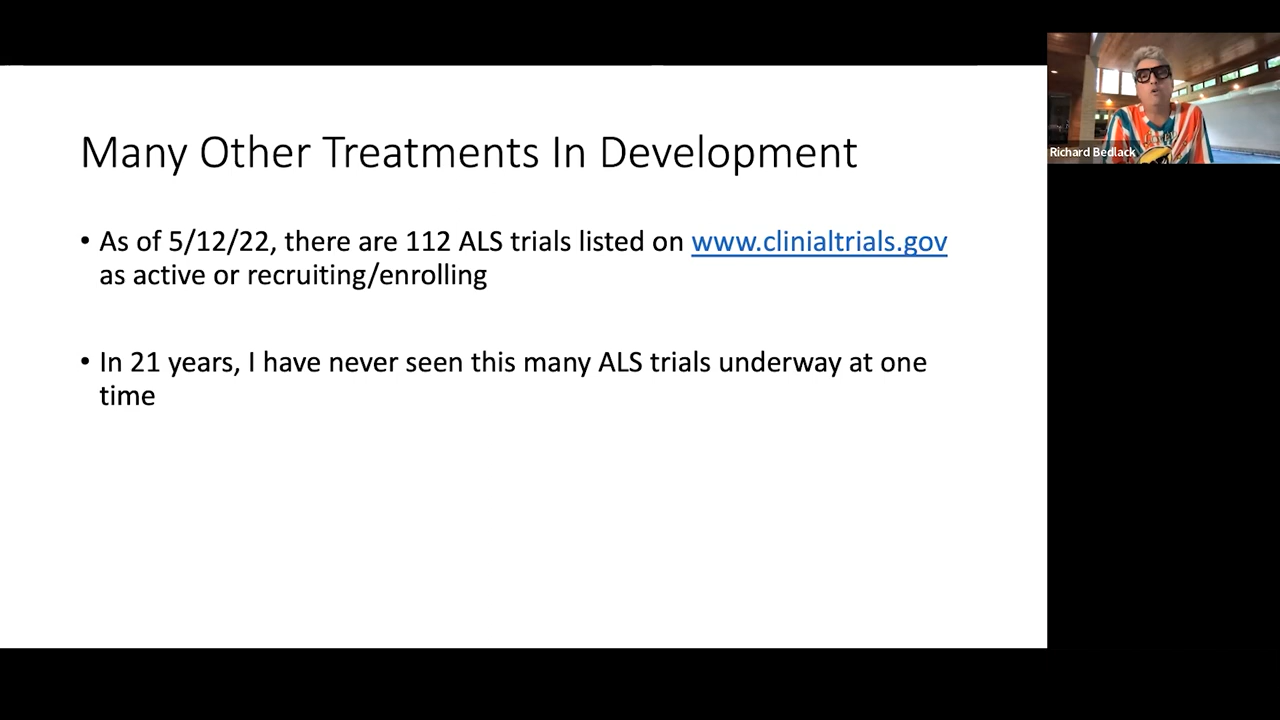 Many Other Treatments In Development
• As of 5/12/22, there are 112 ALS trials listed on www.clinialtrials.gov
as active or recruiting/enrolling
• In 21 years, I have never seen this many ALS trials underway at one
time
Richard Bedlack